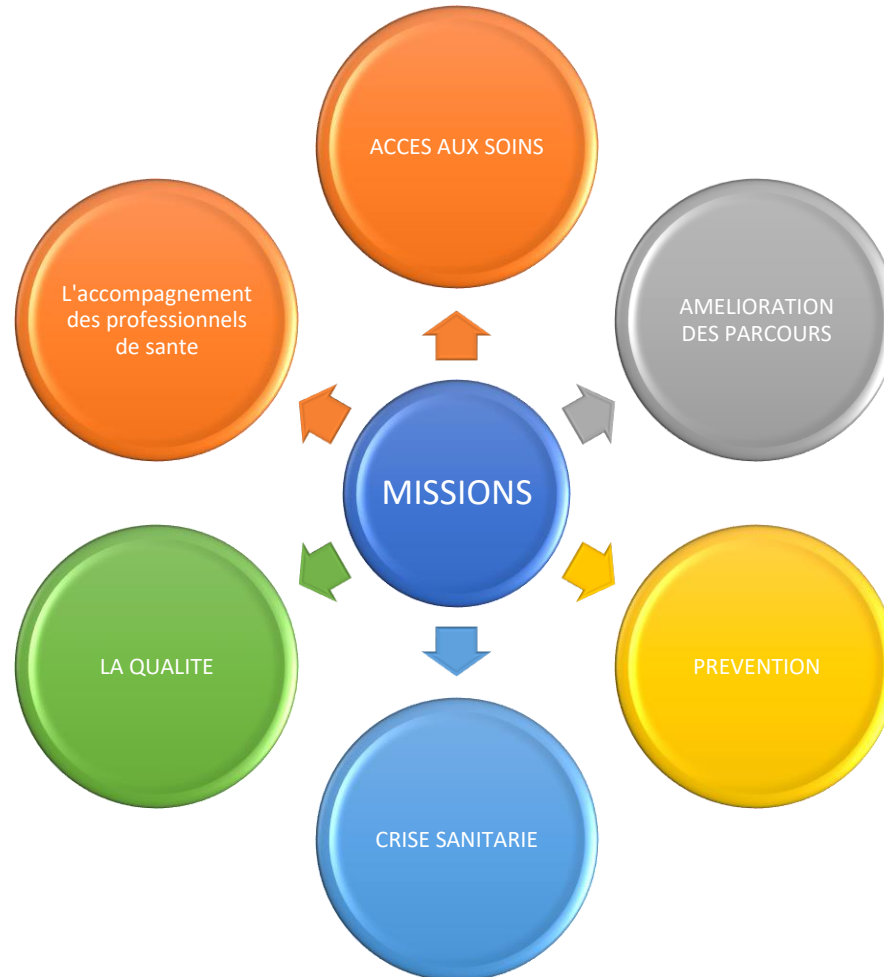 ACCES AUX SOINS
L'accompagnement
des professionnels
de sante
AMELIORATION
DES PARCOURS
MISSIONS
LA QUALITE
PREVENTION
CRISE SANITARIE